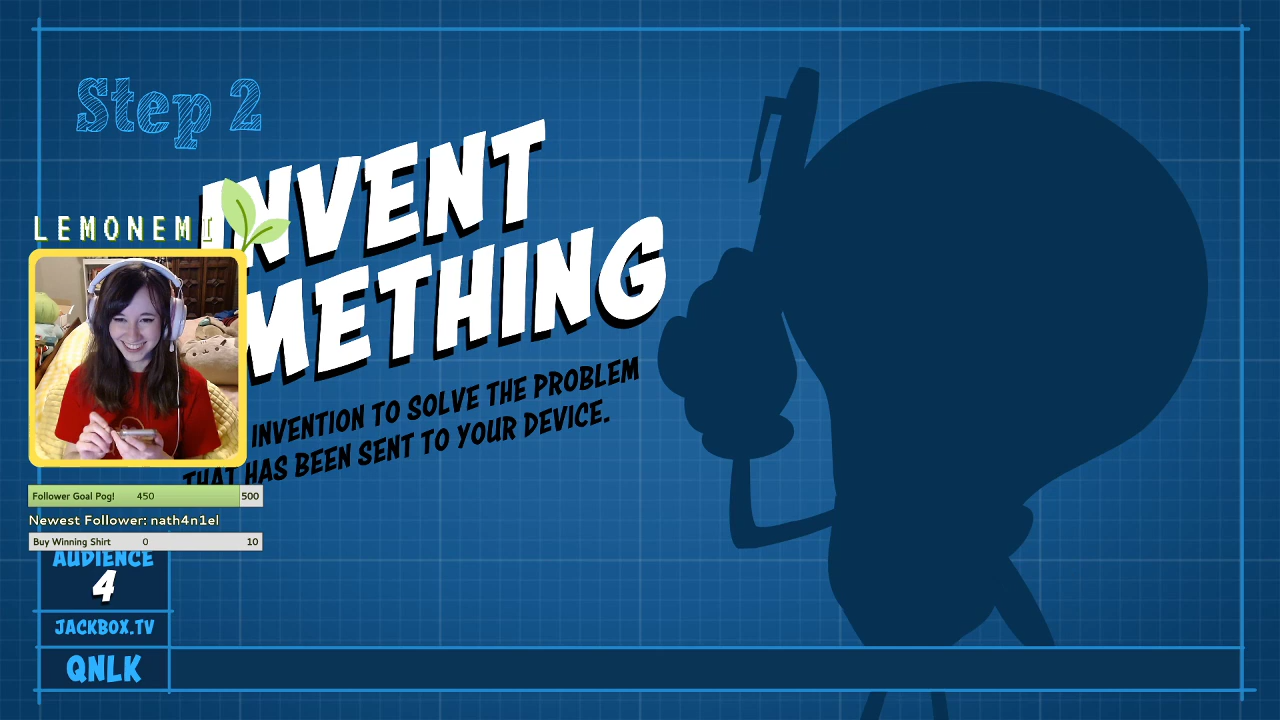 Step 2
INVENT
METHING
INVENTION TO SOLVE THE PROBLEM
THAT HAS BEEN SENT TO YOUR DEVICE.
LEMONEMI
Follower Goal Pog! 450 500
Newest Follower: nath4n1el
Buy Winning Shirt 0 10
AUDIENCE
4
JACKBOX.TV
QNLK